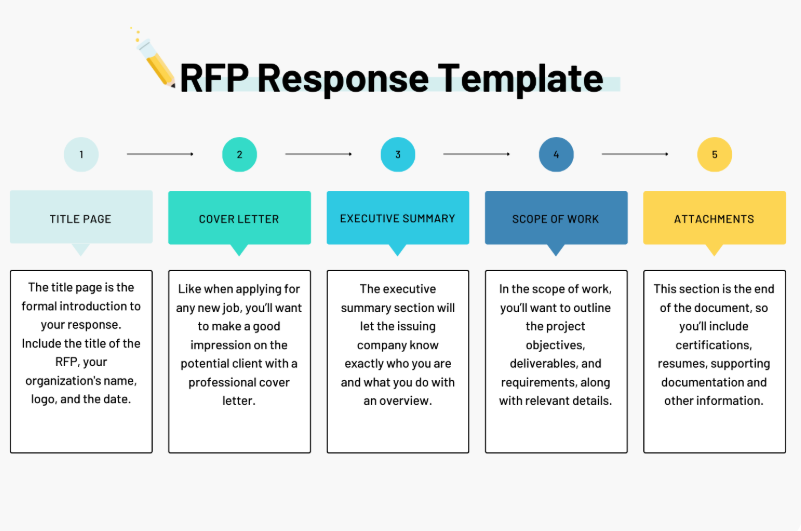 RFP Response Template
1
2
3
4
5
TITLE PAGE
COVER LETTER
EXECUTIVE SUMMARY
SCOPE OF WORK
ATTACHMENTS
The title page is the
formal introduction to
your response.
Include the title of the
RFP, your
organization's name,
logo, and the date.
Like when applying for
any new job, you'll want
to make a good
impression on the
potential client with a
professional cover
letter.
The executive
summary section will
let the issuing
company know
exactly who you are
and what you do with
an overview.
In the scope of work,
you'll want to outline
the project
objectives,
deliverables, and
requirements, along
with relevant details.
This section is the end
of the document, so
you'll include
certifications,
resumes, supporting
documentation and
other information.